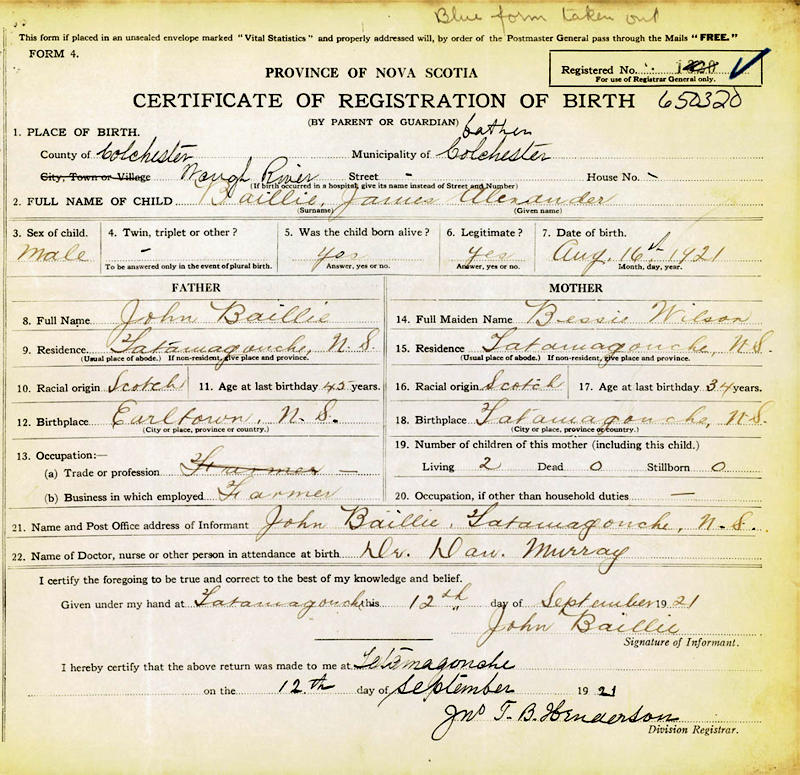 Blue form taken out
This form if placed in an unsealed envelope marked "Vital Statistics" and properly addressed will, by order of the Postmaster General pass through the Mails "FREE."
FORM 4.
Registered No.
For use of Registrar General only.
PROVINCE OF NOVA SCOTIA
CERTIFICATE OF REGISTRATION OF BIRTH 650320
(BY PARENT OR GUARDIAN) father
1. PLACE OF BIRTH.
County of Colchester Municipality of Colchester
City, Town or Village Waugh River Street - House No. -
(If birth occurred in a hospital, give its name instead of Street and Number)
2. FULL NAME OF CHILD Baillie, James Alexander
(Surname) (Given name)
3. Sex of child. 4. Twin, triplet or other? 5. Was the child born alive? 6. Legitimate? 7. Date of birth.
Male - yes yes Aug. 16th, 1921
To be answered only in the event of plural birth. Answer, yes or no. Answer, yes or no. Month, day, year.
FATHER MOTHER
8. Full Name John Baillie 14. Full Maiden Name Bessie Wilson
9. Residence Tatamagouche, N.S. 15. Residence Tatamagouche, N.S.
(Usual place of abode.) If non-resident, give place and province. (Usual place of abode.) If non-resident, give place and province.
10. Racial origin Scotch 11. Age at last birthday 45 years. 16. Racial origin Scotch 17. Age at last birthday 34 years.
12. Birthplace Earltown, N.S. 18. Birthplace Tatamagouche, N.S.
(City or place, province or country.) (City or place, province or country.)
13. Occupation:— 19. Number of children of this mother (including this child.)
(a) Trade or profession Farmer — Living 2 Dead 0 Stillborn 0
(b) Business in which employed Farmer 20. Occupation, if other than household duties —
21. Name and Post Office address of Informant John Baillie, Tatamagouche, N.S.
22. Name of Doctor, nurse or other person in attendance at birth Dr. Dan. Murray
I certify the foregoing to be true and correct to the best of my knowledge and belief.
Given under my hand at Tatamagouche, this 12th day of September 1921
John Baillie
Signature of Informant.
I hereby certify that the above return was made to me at Tatamagouche
on the 12th day of September 1921
Jno T. B. Henderson
Division Registrar.